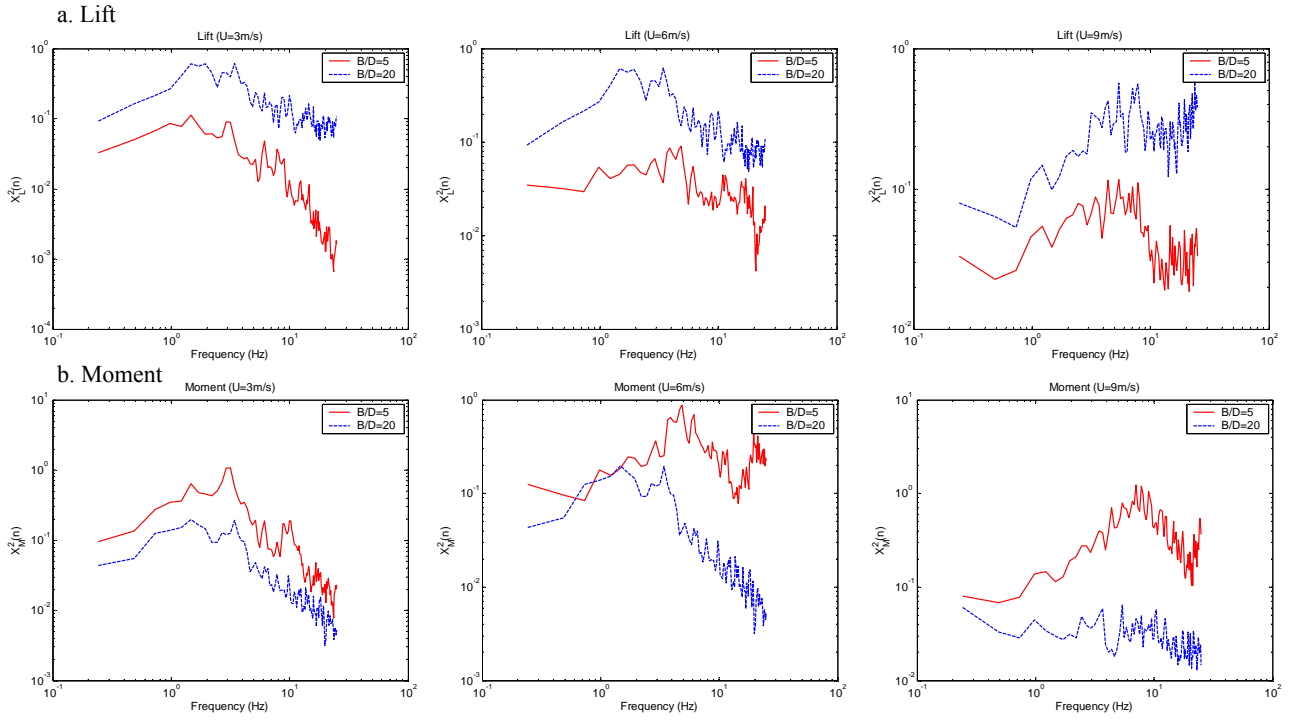 a. Lift
Lift (U=3m/s)
10^0
10^-1
10^-2
10^-3
10^-4
X_L^2(n)
10^-1
10^0
10^1
10^2
Frequency (Hz)
B/D=5
B/D=20
Lift (U=6m/s)
10^0
10^-1
10^-2
10^-3
X_L^2(n)
10^-1
10^0
10^1
10^2
Frequency (Hz)
B/D=5
B/D=20
Lift (U=9m/s)
10^0
10^-1
10^-2
X_L^2(n)
10^-1
10^0
10^1
10^2
Frequency (Hz)
B/D=5
B/D=20
b. Moment
Moment (U=3m/s)
10^1
10^0
10^-1
10^-2
10^-3
X_M^2(n)
10^-1
10^0
10^1
10^2
Frequency (Hz)
B/D=5
B/D=20
Moment (U=6m/s)
10^0
10^-1
10^-2
10^-3
X_M^2(n)
10^-1
10^0
10^1
10^2
Frequency (Hz)
B/D=5
B/D=20
Moment (U=9m/s)
10^1
10^0
10^-1
10^-2
X_M^2(n)
10^-1
10^0
10^1
10^2
Frequency (Hz)
B/D=5
B/D=20